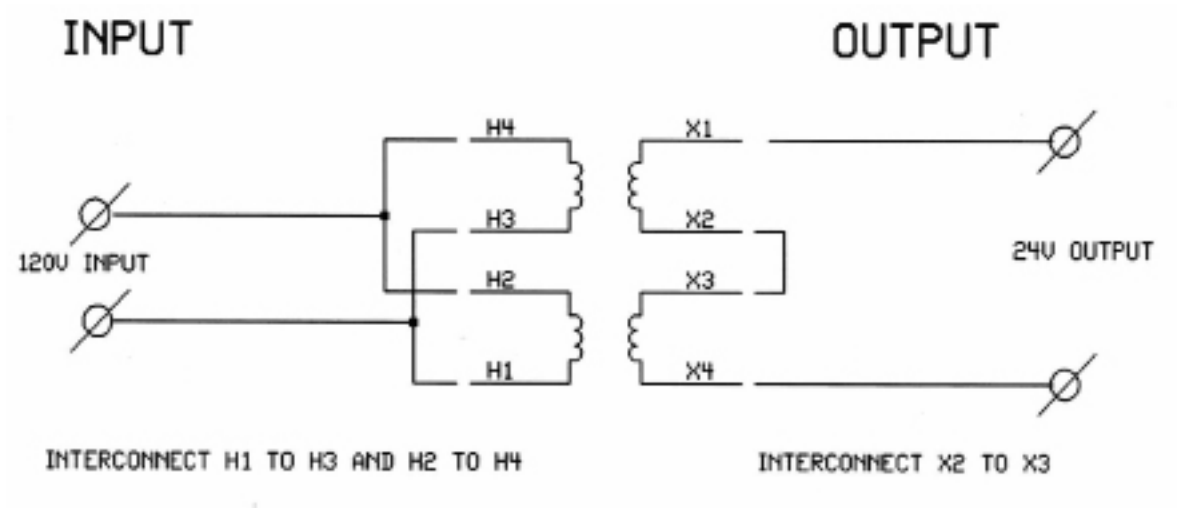 INPUT
OUTPUT
H4
X1
H3
X2
120V INPUT
24V OUTPUT
H2
X3
H1
X4
INTERCONNECT H1 TO H3 AND H2 TO H4
INTERCONNECT X2 TO X3